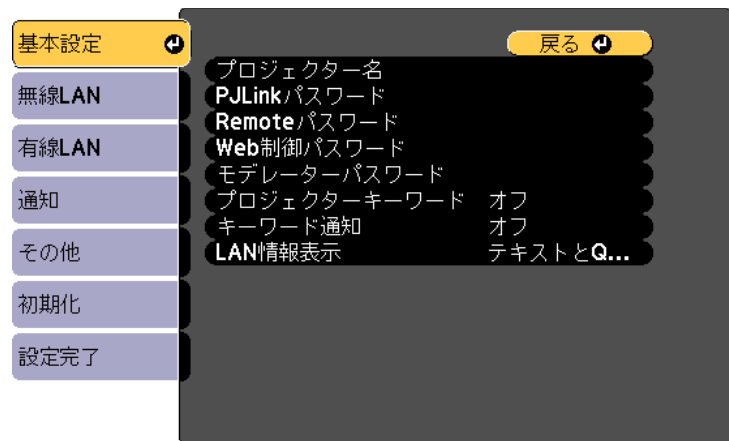 基本設定
無線LAN
有線LAN
通知
その他
初期化
設定完了
戻る
プロジェクター名
PJLinkパスワード
Remoteパスワード
Web制御パスワード
モデレーターパスワード
プロジェクターキーワード オフ
キーワード通知 オフ
LAN情報表示 テキストとQ...